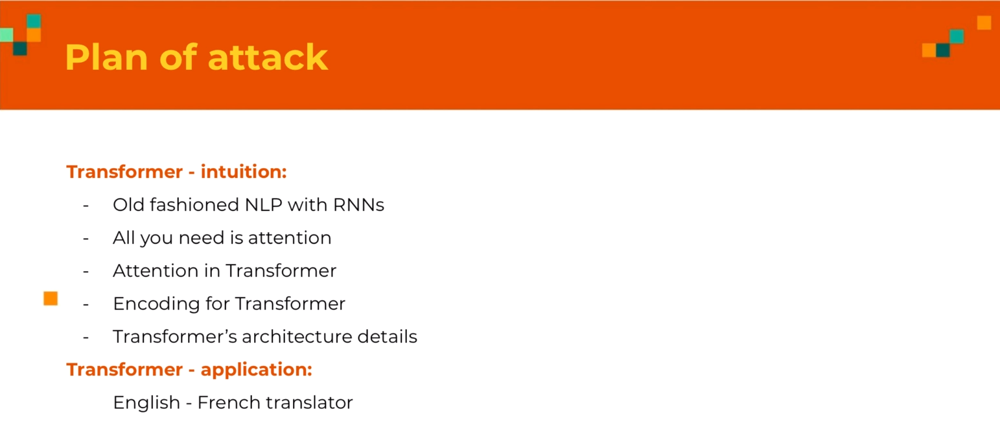 Plan of attack
Transformer - intuition:
- Old fashioned NLP with RNNs
- All you need is attention
- Attention in Transformer
- Encoding for Transformer
- Transformer’s architecture details
Transformer - application:
English - French translator